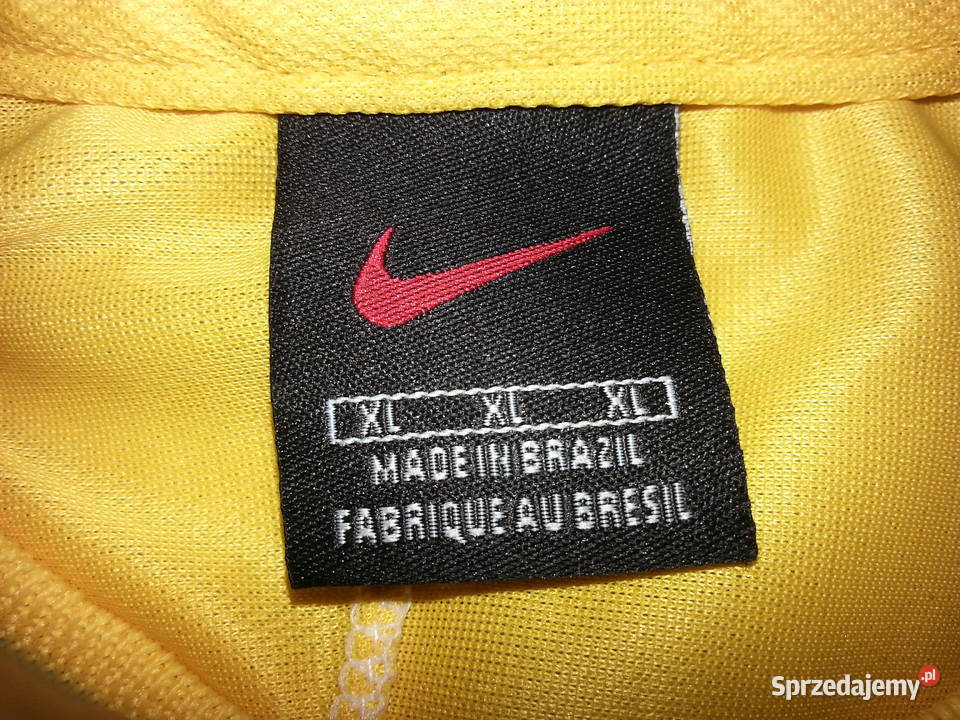 XL XL XL
MADE IN BRAZIL
FABRIQUE AU BRESIL
Sprzedajemy.pl